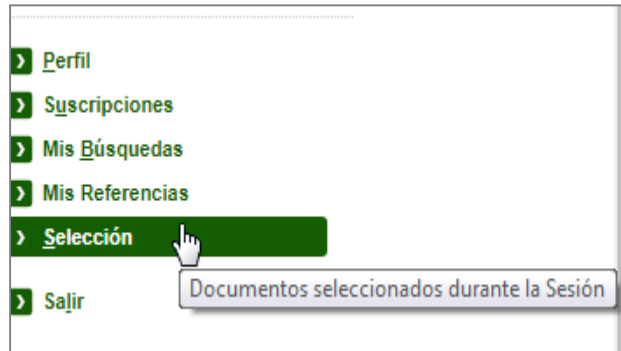 Perfil
Suscripciones
Mis Búsquedas
Mis Referencias
Selección
Documentos seleccionados durante la Sesión
Salir